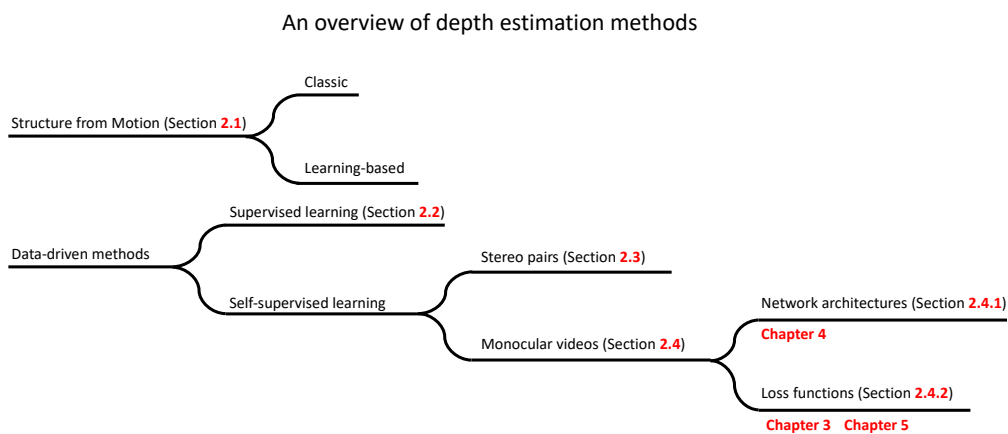 An overview of depth estimation methods
Classic
Structure from Motion (Section 2.1)
Learning-based
Supervised learning (Section 2.2)
Data-driven methods
Stereo pairs (Section 2.3)
Self-supervised learning
Network architectures (Section 2.4.1)
Chapter 4
Monocular videos (Section 2.4)
Loss functions (Section 2.4.2)
Chapter 3 Chapter 5